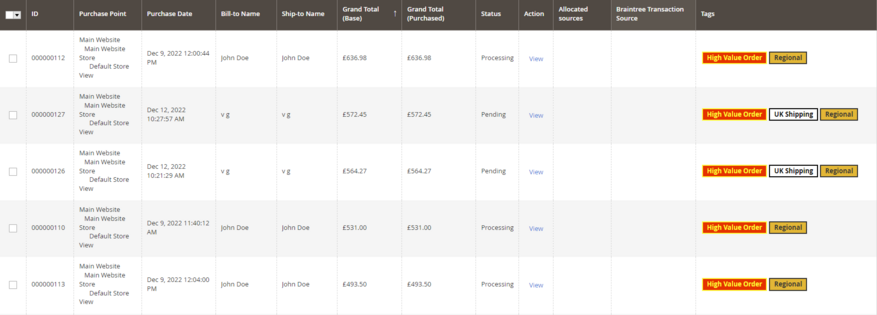 ID Purchase Point Purchase Date Bill-to Name Ship-to Name Grand Total (Base) ↑ Grand Total (Purchased) Status Action Allocated sources Braintree Transaction Source Tags
000000112 Main Website Main Website Store Default Store View Dec 9, 2022 12:00:44 PM John Doe John Doe £636.98 £636.98 Processing View High Value Order Regional
000000127 Main Website Main Website Store Default Store View Dec 12, 2022 10:27:57 AM v g v g £572.45 £572.45 Pending View High Value Order UK Shipping Regional
000000126 Main Website Main Website Store Default Store View Dec 12, 2022 10:21:29 AM v g v g £564.27 £564.27 Pending View High Value Order UK Shipping Regional
000000110 Main Website Main Website Store Default Store View Dec 9, 2022 11:40:12 AM John Doe John Doe £531.00 £531.00 Processing View High Value Order Regional
000000113 Main Website Main Website Store Default Store View Dec 9, 2022 12:04:00 PM John Doe John Doe £493.50 £493.50 Processing View High Value Order Regional